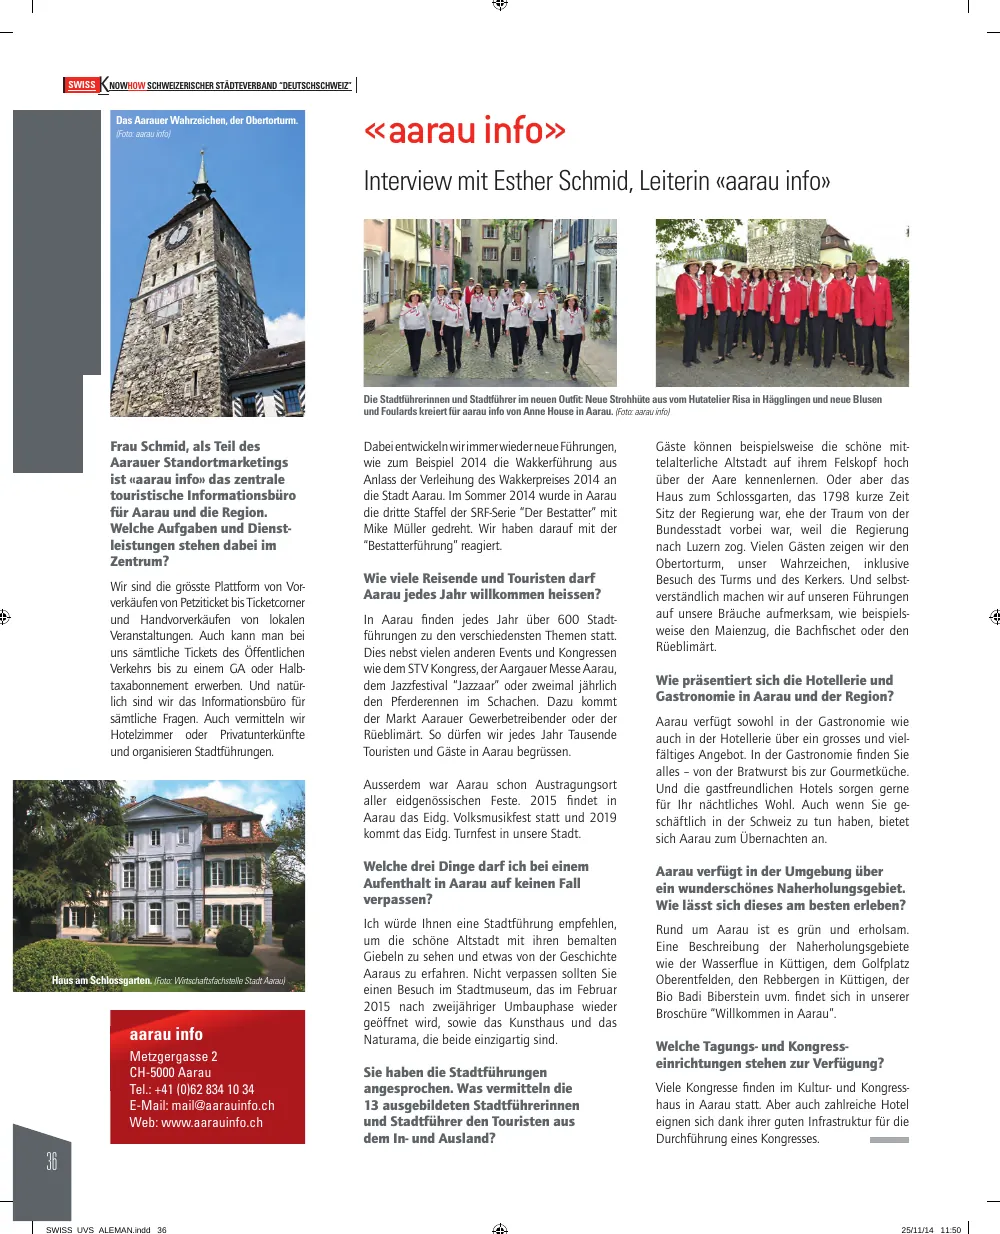 SWISS KNOWHOW SCHWEIZERISCHER STÄDTEVERBAND "DEUTSCHSCHWEIZ"
Das Aarauer Wahrzeichen, der Obertorturm.
(Foto: aarau info)
«aarau info»
Interview mit Esther Schmid, Leiterin «aarau info»
Die Stadtführerinnen und Stadtführer im neuen Outfit: Neue Strohhüte aus vom Hutatelier Risa in Hägglingen und neue Blusen
und Foulards kreiert für aarau info von Anne House in Aarau. (Foto: aarau info)
Frau Schmid, als Teil des
Aarauer Standortmarketings
ist «aarau info» das zentrale
touristische Informationsbüro
für Aarau und die Region.
Welche Aufgaben und Dienst-
leistungen stehen dabei im
Zentrum?
Wir sind die grösste Plattform von Vor-
verkäufen von Petziticket bis Ticketcorner
und Handvorverkäufen von lokalen
Veranstaltungen. Auch kann man bei
uns sämtliche Tickets des Öffentlichen
Verkehrs bis zu einem GA oder Halb-
taxabonnement erwerben. Und natür-
lich sind wir das Informationsbüro für
sämtliche Fragen. Auch vermitteln wir
Hotelzimmer oder Privatunterkünfte
und organisieren Stadtführungen.
Haus am Schlossgarten. (Foto: Wirtschaftsfachstelle Stadt Aarau)
aarau info
Metzgergasse 2
CH-5000 Aarau
Tel.: +41 (0)62 834 10 34
E-Mail: mail@aarauinfo.ch
Web: www.aarauinfo.ch
Dabei entwickeln wir immer wieder neue Führungen,
wie zum Beispiel 2014 die Wakkerführung aus
Anlass der Verleihung des Wakkerpreises 2014 an
die Stadt Aarau. Im Sommer 2014 wurde in Aarau
die dritte Staffel der SRF-Serie "Der Bestatter" mit
Mike Müller gedreht. Wir haben darauf mit der
"Bestatterführung" reagiert.
Wie viele Reisende und Touristen darf
Aarau jedes Jahr willkommen heissen?
In Aarau finden jedes Jahr über 600 Stadt-
führungen zu den verschiedensten Themen statt.
Dies nebst vielen anderen Events und Kongressen
wie dem STV Kongress, der Aargauer Messe Aarau,
dem Jazzfestival "Jazzaar" oder zweimal jährlich
den Pferderennen im Schachen. Dazu kommt
der Markt Aarauer Gewerbetreibender oder der
Rüeblimärt. So dürfen wir jedes Jahr Tausende
Touristen und Gäste in Aarau begrüssen.
Ausserdem war Aarau schon Austragungsort
aller eidgenössischen Feste. 2015 findet in
Aarau das Eidg. Volksmusikfest statt und 2019
kommt das Eidg. Turnfest in unsere Stadt.
Welche drei Dinge darf ich bei einem
Aufenthalt in Aarau auf keinen Fall
verpassen?
Ich würde Ihnen eine Stadtführung empfehlen,
um die schöne Altstadt mit ihren bemalten
Giebeln zu sehen und etwas von der Geschichte
Aaraus zu erfahren. Nicht verpassen sollten Sie
einen Besuch im Stadtmuseum, das im Februar
2015 nach zweijähriger Umbauphase wieder
geöffnet wird, sowie das Kunsthaus und das
Naturama, die beide einzigartig sind.
Sie haben die Stadtführungen
angesprochen. Was vermitteln die
13 ausgebildeten Stadtführerinnen
und Stadtführer den Touristen aus
dem In- und Ausland?
Gäste können beispielsweise die schöne mit-
telalterliche Altstadt auf ihrem Felskopf hoch
über der Aare kennenlernen. Oder aber das
Haus zum Schlossgarten, das 1798 kurze Zeit
Sitz der Regierung war, ehe der Traum von der
Bundesstadt vorbei war, weil die Regierung
nach Luzern zog. Vielen Gästen zeigen wir den
Obertorturm, unser Wahrzeichen, inklusive
Besuch des Turms und des Kerkers. Und selbst-
verständlich machen wir auf unseren Führungen
auf unsere Bräuche aufmerksam, wie beispiels-
weise den Maienzug, die Bachfischet oder den
Rüeblimärt.
Wie präsentiert sich die Hotellerie und
Gastronomie in Aarau und der Region?
Aarau verfügt sowohl in der Gastronomie wie
auch in der Hotellerie über ein grosses und viel-
fältiges Angebot. In der Gastronomie finden Sie
alles – von der Bratwurst bis zur Gourmetküche.
Und die gastfreundlichen Hotels sorgen gerne
für Ihr nächtliches Wohl. Auch wenn Sie ge-
schäftlich in der Schweiz zu tun haben, bietet
sich Aarau zum Übernachten an.
Aarau verfügt in der Umgebung über
ein wunderschönes Naherholungsgebiet.
Wie lässt sich dieses am besten erleben?
Rund um Aarau ist es grün und erholsam.
Eine Beschreibung der Naherholungsgebiete
wie der Wasserflue in Küttigen, dem Golfplatz
Oberentfelden, den Rebbergen in Küttigen, der
Bio Badi Biberstein uvm. findet sich in unserer
Broschüre "Willkommen in Aarau".
Welche Tagungs- und Kongress-
einrichtungen stehen zur Verfügung?
Viele Kongresse finden im Kultur- und Kongress-
haus in Aarau statt. Aber auch zahlreiche Hotel
eignen sich dank ihrer guten Infrastruktur für die
Durchführung eines Kongresses.
36
SWISS_UVS_ALEMAN.indd 36
25/11/14 11:50